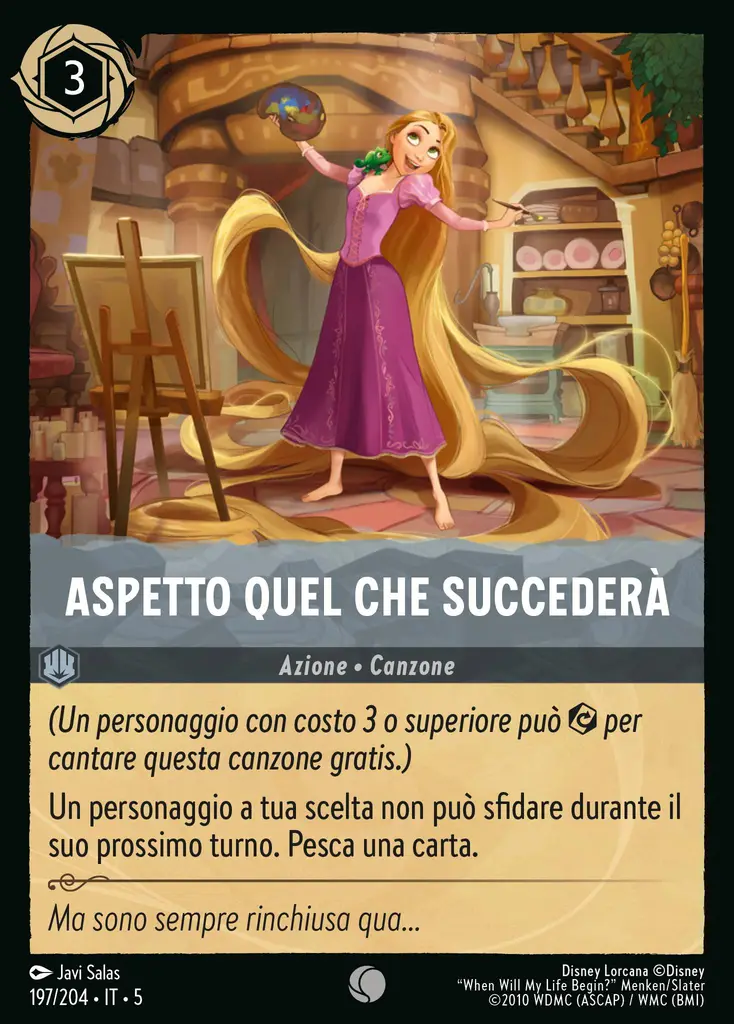 3
ASPETTO QUEL CHE SUCCEDERÀ
Azione • Canzone
(Un personaggio con costo 3 o superiore può per
cantare questa canzone gratis.)
Un personaggio a tua scelta non può sfidare durante il
suo prossimo turno. Pesca una carta.
Ma sono sempre rinchiusa qua...
Javi Salas
197/204 • IT • 5
Disney Lorcana ©Disney
“When Will My Life Begin?” Menken/Slater
©2010 WDMC (ASCAP) / WMC (BMI)